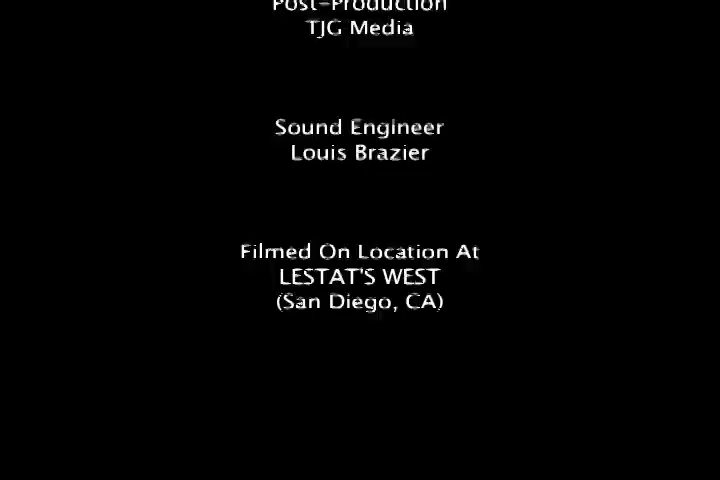 Post-Production
TJG Media
Sound Engineer
Louis Brazier
Filmed On Location At
LESTAT'S WEST
(San Diego, CA)